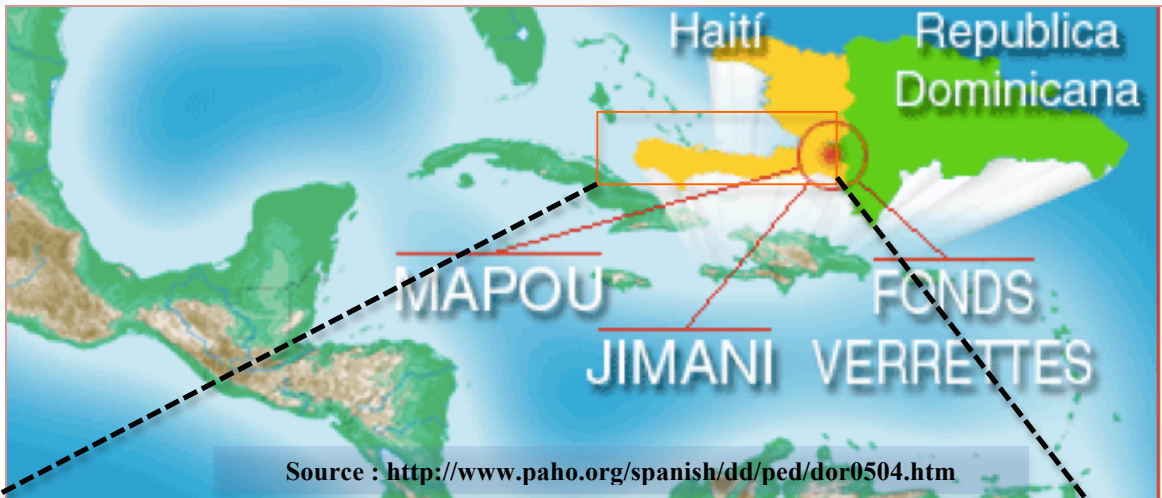 Haití
Republica
Dominicana
MAPOU
FONDS
VERRETTES
JIMANI
Source : http://www.paho.org/spanish/dd/ped/dor0504.htm